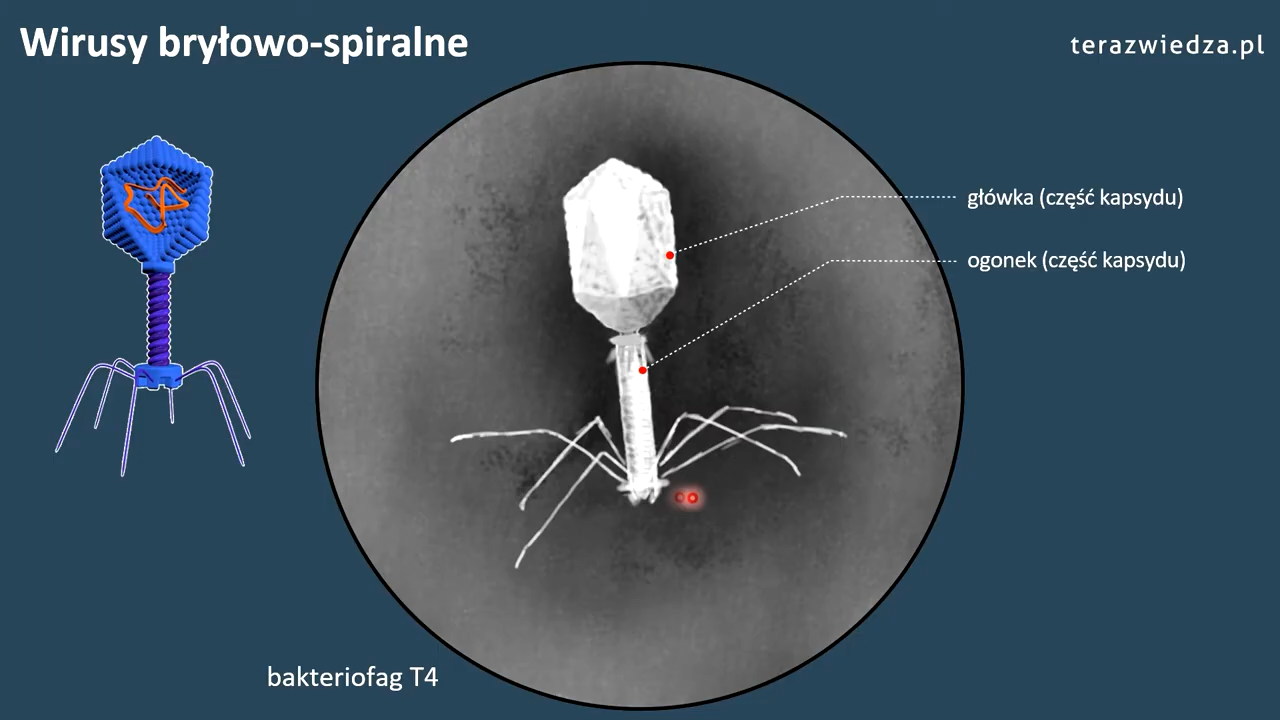 Wirusy bryłowo-spiralne
terazwiedza.pl
główka (część kapsydu)
ogonek (część kapsydu)
bakteriofag T4